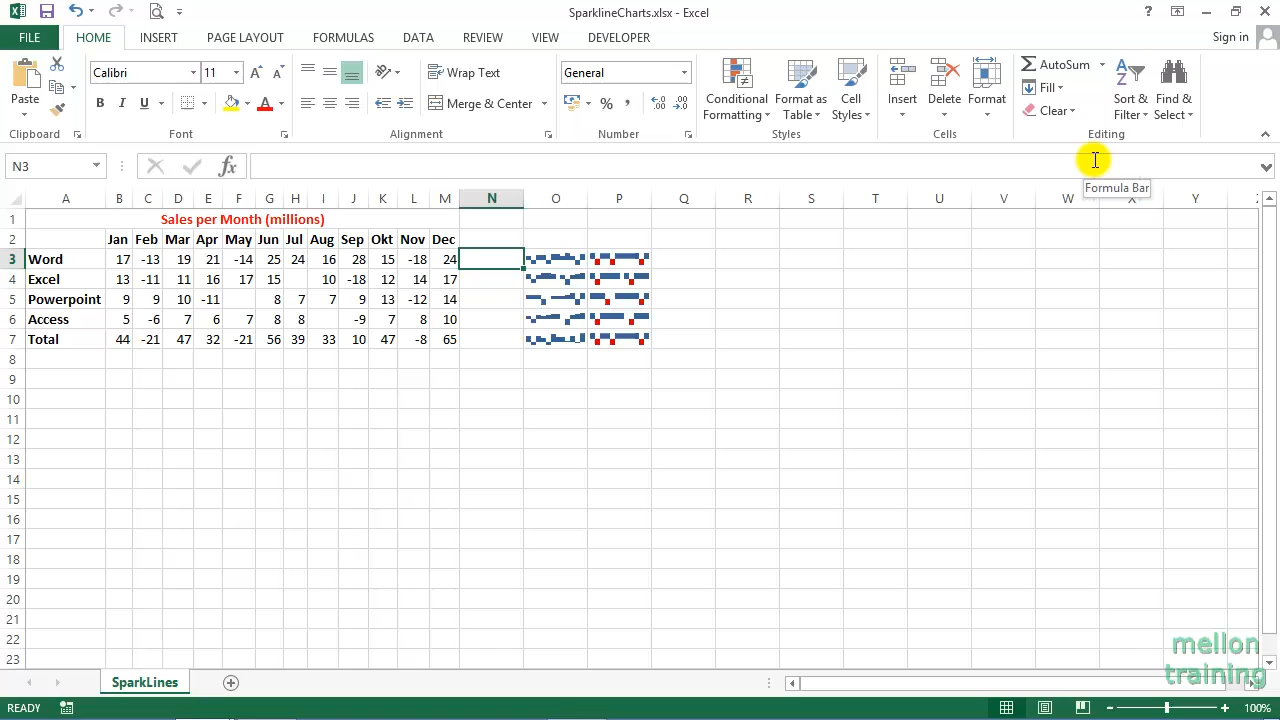 SparklineCharts.xlsx - Excel
?
FILE HOME INSERT PAGE LAYOUT FORMULAS DATA REVIEW VIEW DEVELOPER Sign in
Calibri 11 Wrap Text General AutoSum
Paste B I U Merge & Center % , Conditional Formatting Format as Table Cell Styles Insert Delete Format Fill Clear Sort & Filter Find & Select
Clipboard Font Alignment Number Styles Cells Editing
N3 fx
Formula Bar
A B C D E F G H I J K L M N O P Q R S T U V W X Y
1 Sales per Month (millions)
2 Jan Feb Mar Apr May Jun Jul Aug Sep Okt Nov Dec
3 Word 17 -13 19 21 -14 25 24 16 28 15 -18 24
4 Excel 13 -11 11 16 17 15 10 -18 12 14 17
5 Powerpoint 9 9 10 -11 8 7 7 9 13 -12 14
6 Access 5 -6 7 6 7 8 8 -9 7 8 10
7 Total 44 -21 47 32 -21 56 39 33 10 47 -8 65
8
9
10
11
12
13
14
15
16
17
18
19
20
21
22
23
mellon
training
SparkLines
READY 100%